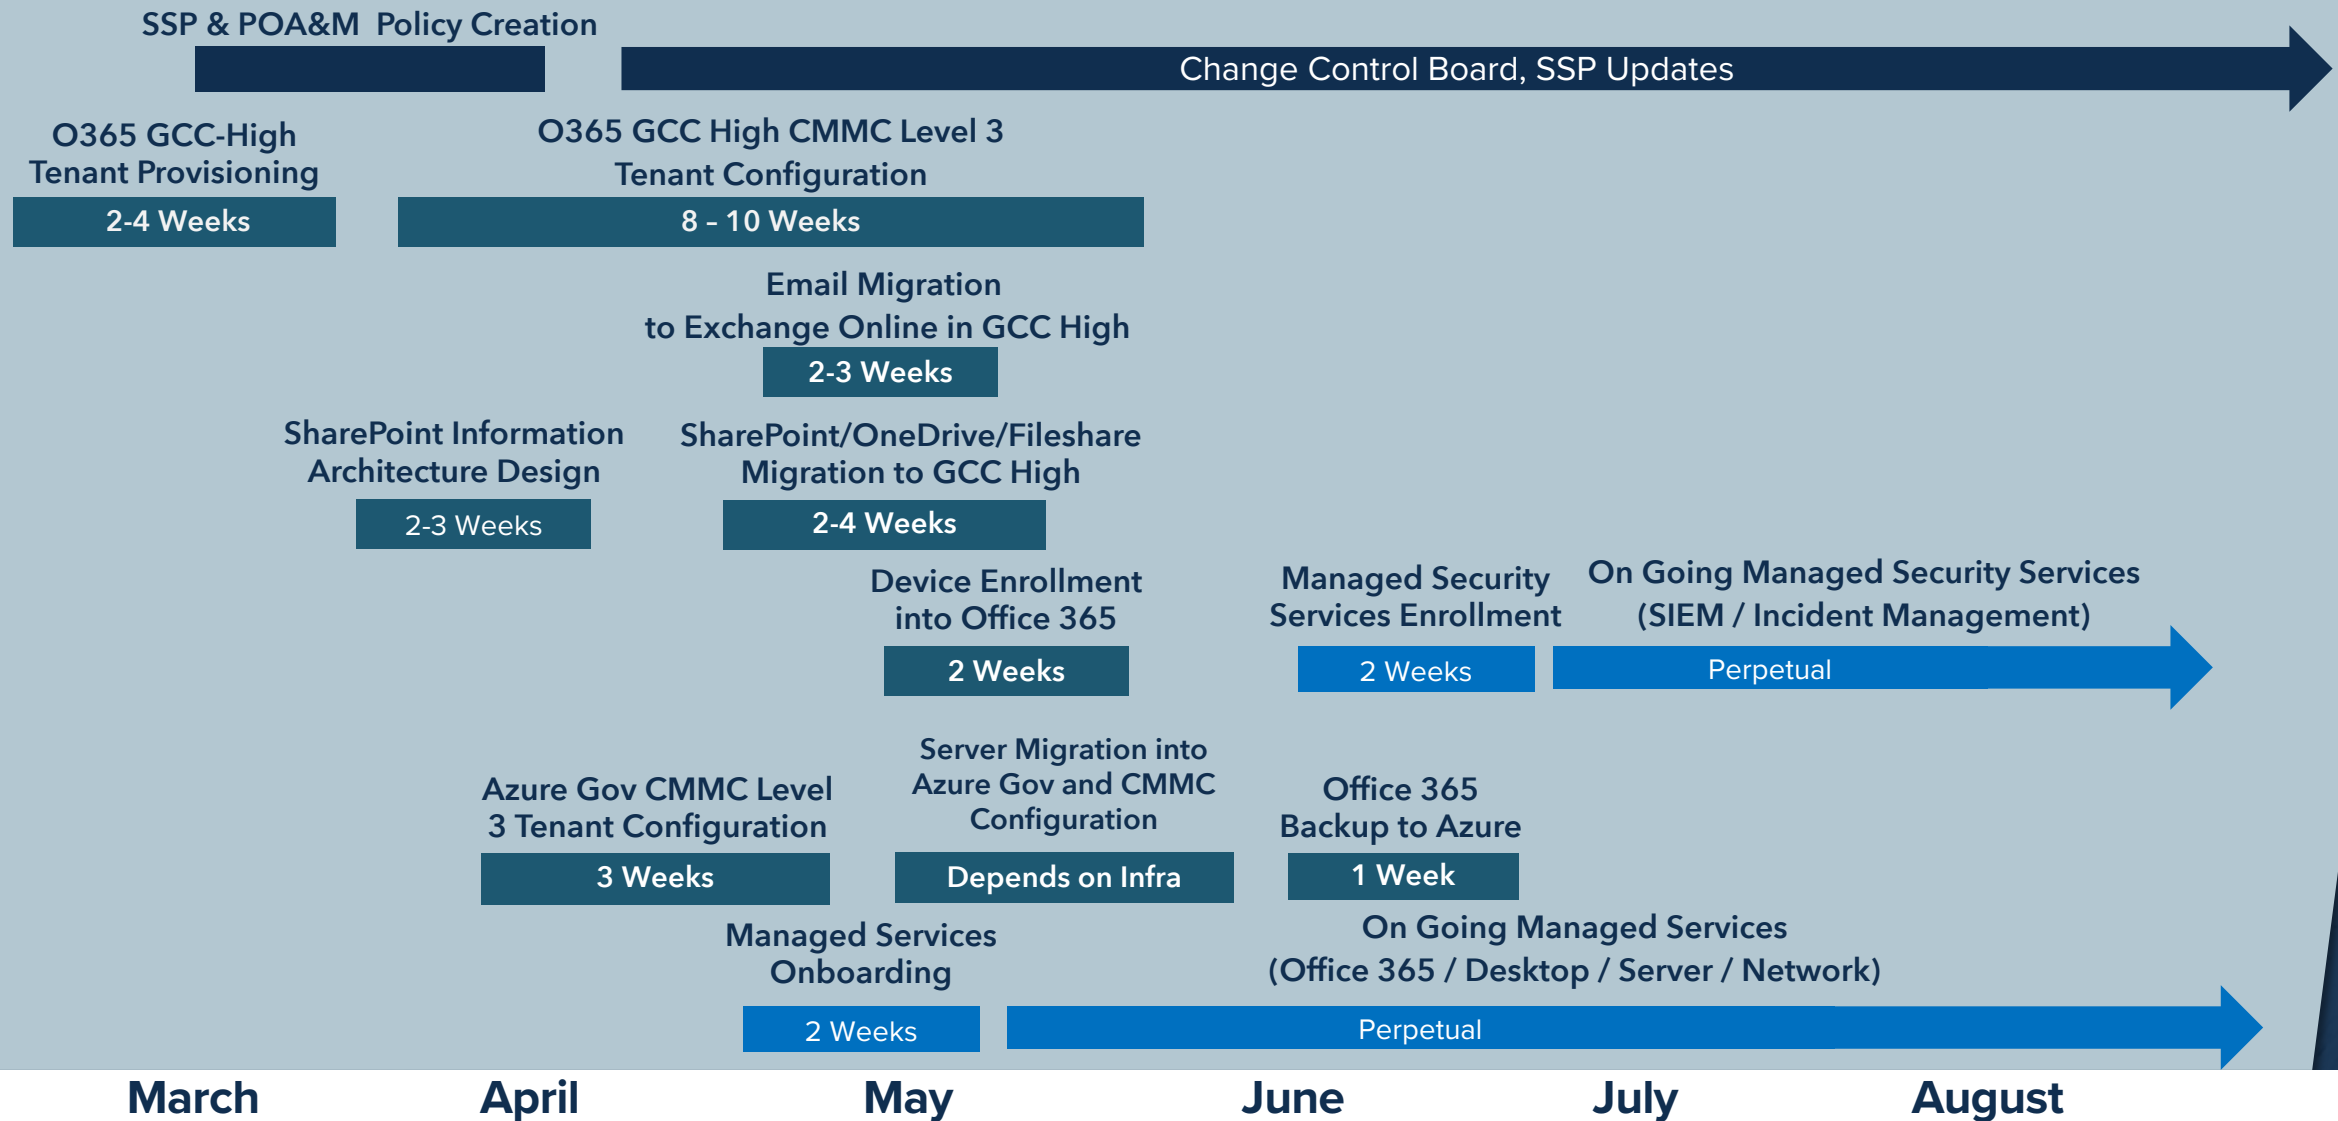 SSP & POA&M  Policy Creation
Change Control Board, SSP Updates
O365 GCC-High
Tenant Provisioning
2-4 Weeks
O365 GCC High CMMC Level 3
Tenant Configuration
8 – 10 Weeks
Email Migration
to Exchange Online in GCC High
2-3 Weeks
SharePoint Information
Architecture Design
2-3 Weeks
SharePoint/OneDrive/Fileshare
Migration to GCC High
2-4 Weeks
Device Enrollment
into Office 365
2 Weeks
Managed Security
Services Enrollment
2 Weeks
On Going Managed Security Services
(SIEM / Incident Management)
Perpetual
Azure Gov CMMC Level
3 Tenant Configuration
3 Weeks
Server Migration into
Azure Gov and CMMC
Configuration
Depends on Infra
Office 365
Backup to Azure
1 Week
Managed Services
Onboarding
2 Weeks
On Going Managed Services
(Office 365 / Desktop / Server / Network)
Perpetual
March
April
May
June
July
August